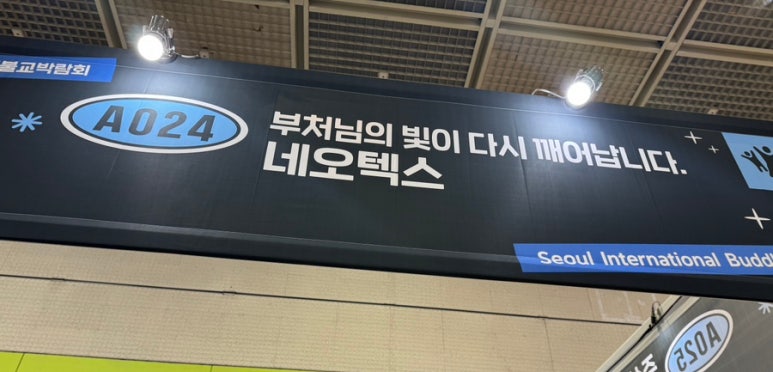 불교박람회
A024
부처님의 빛이 다시 깨어납니다.
네오텍스
Seoul International Budd
A025